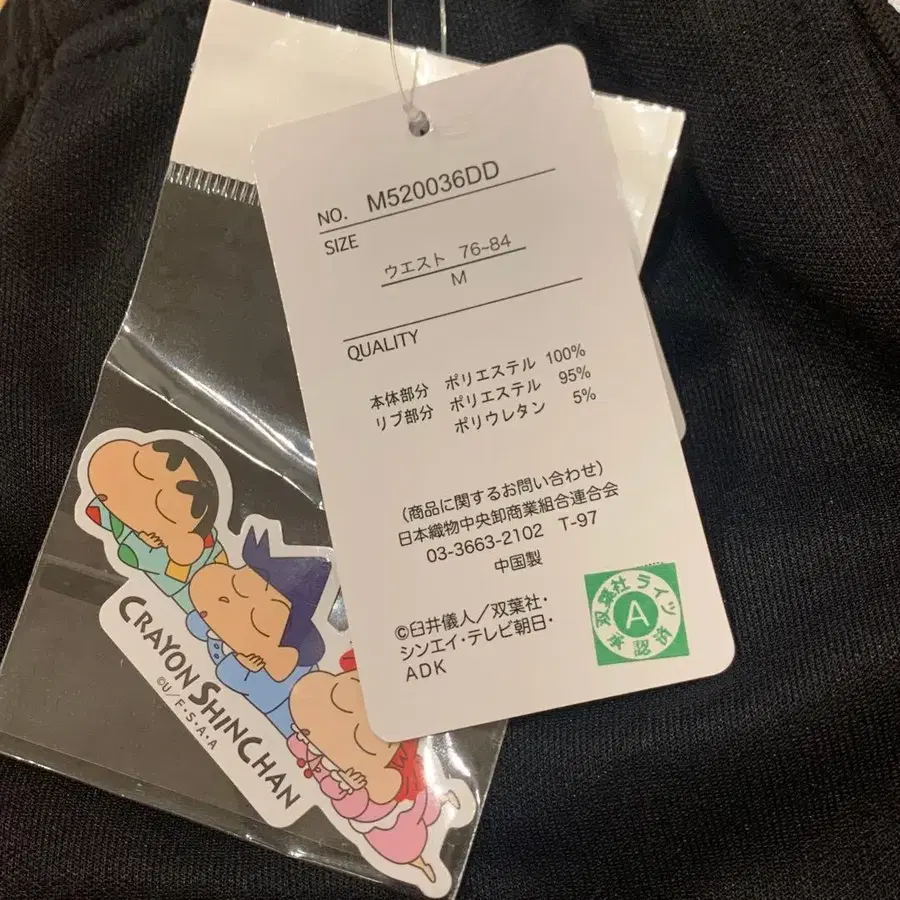 NO. M520036DD
SIZE
ウエスト 76-84
M
QUALITY
本体部分 ポリエステル 100%
リブ部分 ポリエステル 95%
ポリウレタン 5%
(商品に関するお問い合わせ)
日本織物中央卸商業組合連合会
03-3663-2102 T-97
中国製
©臼井儀人/双葉社・
シンエイ・テレビ朝日・
ADK
双葉社 ライツ
A
承認済
CRAYON SHINCHAN
©U/F・S・A・A